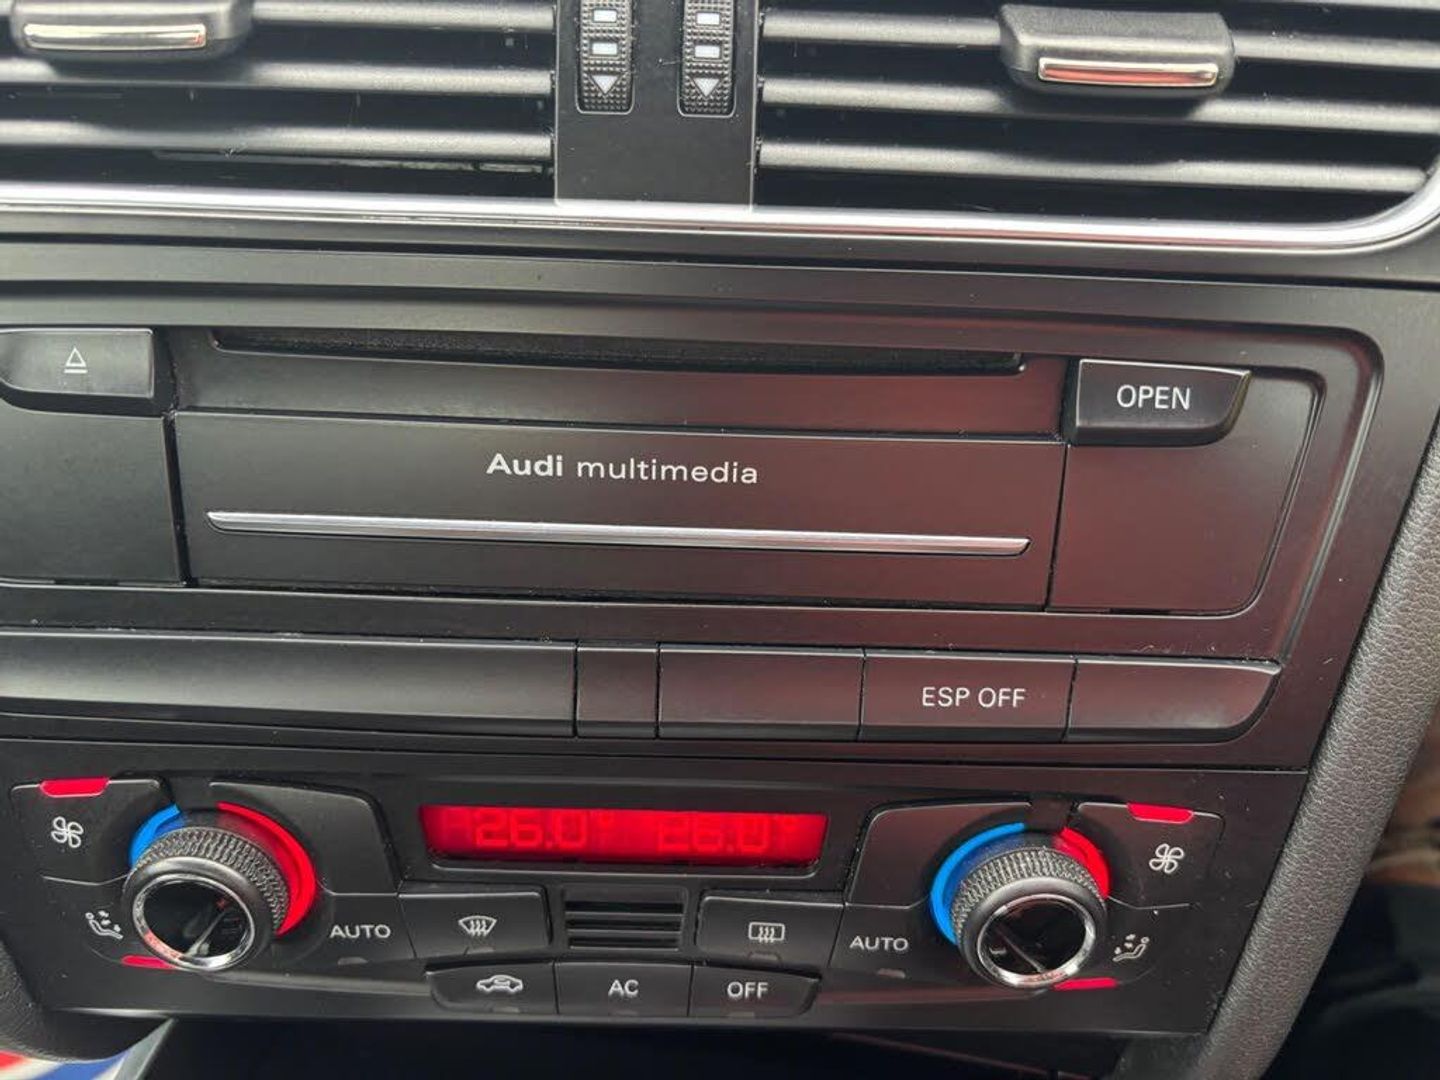 OPEN
Audi multimedia
ESP OFF
26.0° 26.0°
AUTO
AUTO
AC
OFF